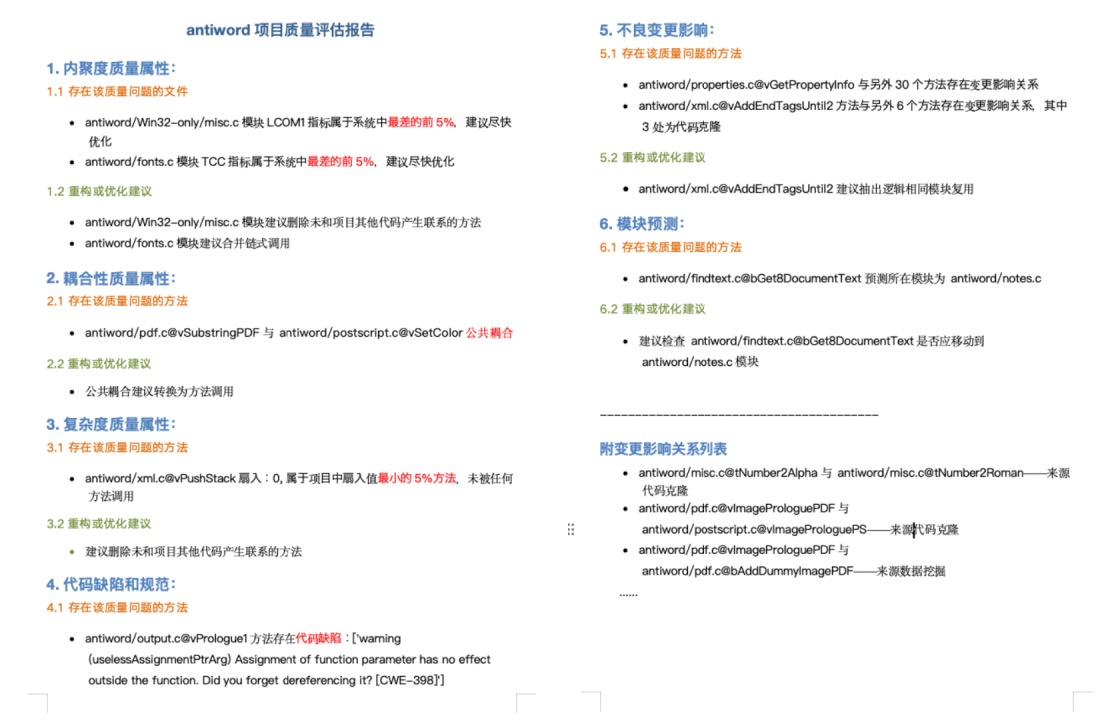 antiword 项目质量评估报告
1. 内聚度质量属性：
1.1 存在该质量问题的文件
• antiword/Win32-only/misc.c 模块 LCOM1 指标属于系统中最差的前 5%，建议尽快
优化
• antiword/fonts.c 模块 TCC 指标属于系统中最差的前 5%，建议尽快优化
1.2 重构或优化建议
• antiword/Win32-only/misc.c 模块建议删除未和项目其他代码产生联系的方法
• antiword/fonts.c 模块建议合并链式调用
2. 耦合性质量属性：
2.1 存在该质量问题的方法
• antiword/pdf.c@vSubstringPDF 与 antiword/postscript.c@vSetColor 公共耦合
2.2 重构或优化建议
• 公共耦合建议转换为方法调用
3. 复杂度质量属性：
3.1 存在该质量问题的方法
• antiword/xml.c@vPushStack 扇入：0, 属于项目中扇入值最小的 5%方法，未被任何
方法调用
3.2 重构或优化建议
• 建议删除未和项目其他代码产生联系的方法
4. 代码缺陷和规范：
4.1 存在该质量问题的方法
• antiword/output.c@vPrologue1 方法存在代码缺陷：['warning
(uselessAssignmentPtrArg) Assignment of function parameter has no effect
outside the function. Did you forget dereferencing it? [CWE-398]']
5. 不良变更影响：
5.1 存在该质量问题的方法
• antiword/properties.c@vGetPropertyInfo 与另外 30 个方法存在变更影响关系
• antiword/xml.c@vAddEndTagsUntil2 方法与另外 6 个方法存在变更影响关系，其中
3 处为代码克隆
5.2 重构或优化建议
• antiword/xml.c@vAddEndTagsUntil2 建议抽出逻辑相同模块复用
6. 模块预测：
6.1 存在该质量问题的方法
• antiword/findtext.c@bGet8DocumentText 预测所在模块为 antiword/notes.c
6.2 重构或优化建议
• 建议检查 antiword/findtext.c@bGet8DocumentText 是否应移动到
antiword/notes.c 模块
----------------------------------------
附变更影响关系列表
• antiword/misc.c@tNumber2Alpha 与 antiword/misc.c@tNumber2Roman——来源
代码克隆
• antiword/pdf.c@vImageProloguePDF 与
antiword/postscript.c@vImageProloguePS——来源代码克隆
• antiword/pdf.c@vImageProloguePDF 与
antiword/pdf.c@bAddDummyImagePDF——来源数据挖掘
......